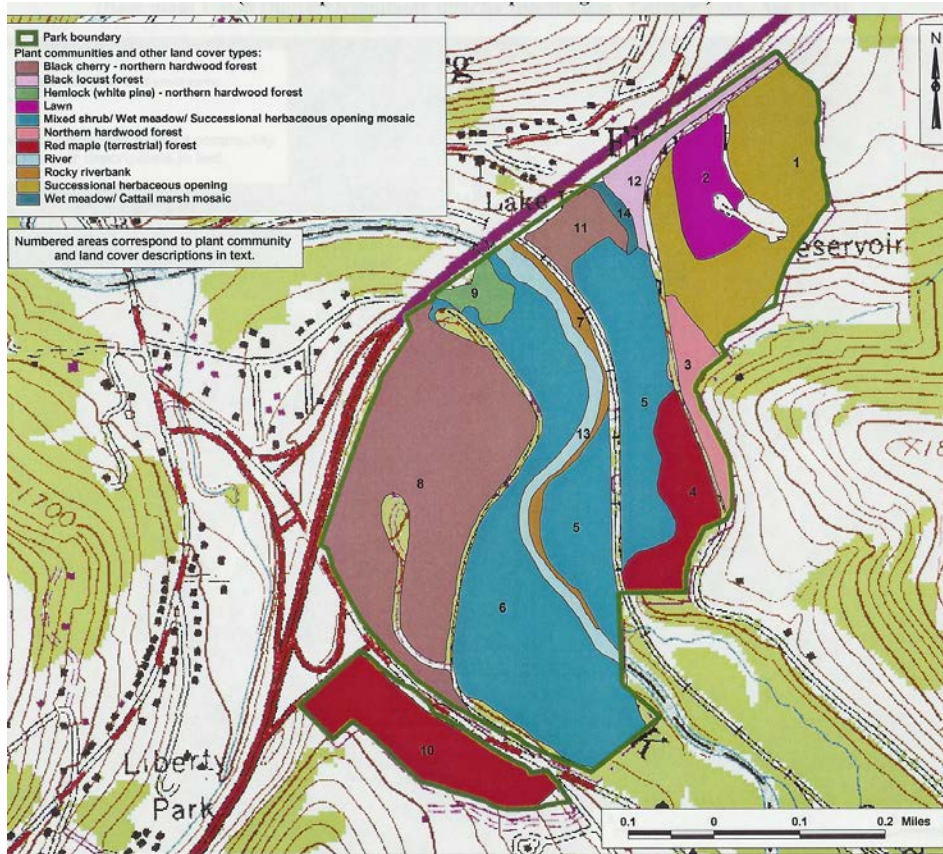 Park boundary
Plant communities and other land cover types:
Black cherry - northern hardwood forest
Black locust forest
Hemlock (white pine) - northern hardwood forest
Lawn
Mixed shrub/ Wet meadow/ Successional herbaceous opening mosaic
Northern hardwood forest
Red maple (terrestrial) forest
River
Rocky riverbank
Successional herbaceous opening
Wet meadow/ Cattail marsh mosaic
Numbered areas correspond to plant community
and land cover descriptions in text.
N
Lake
eservoir
1
2
12
14
11
9
7
3
5
13
8
4
5
6
10
1700
Liberty
Park
0.1 0 0.1 0.2 Miles